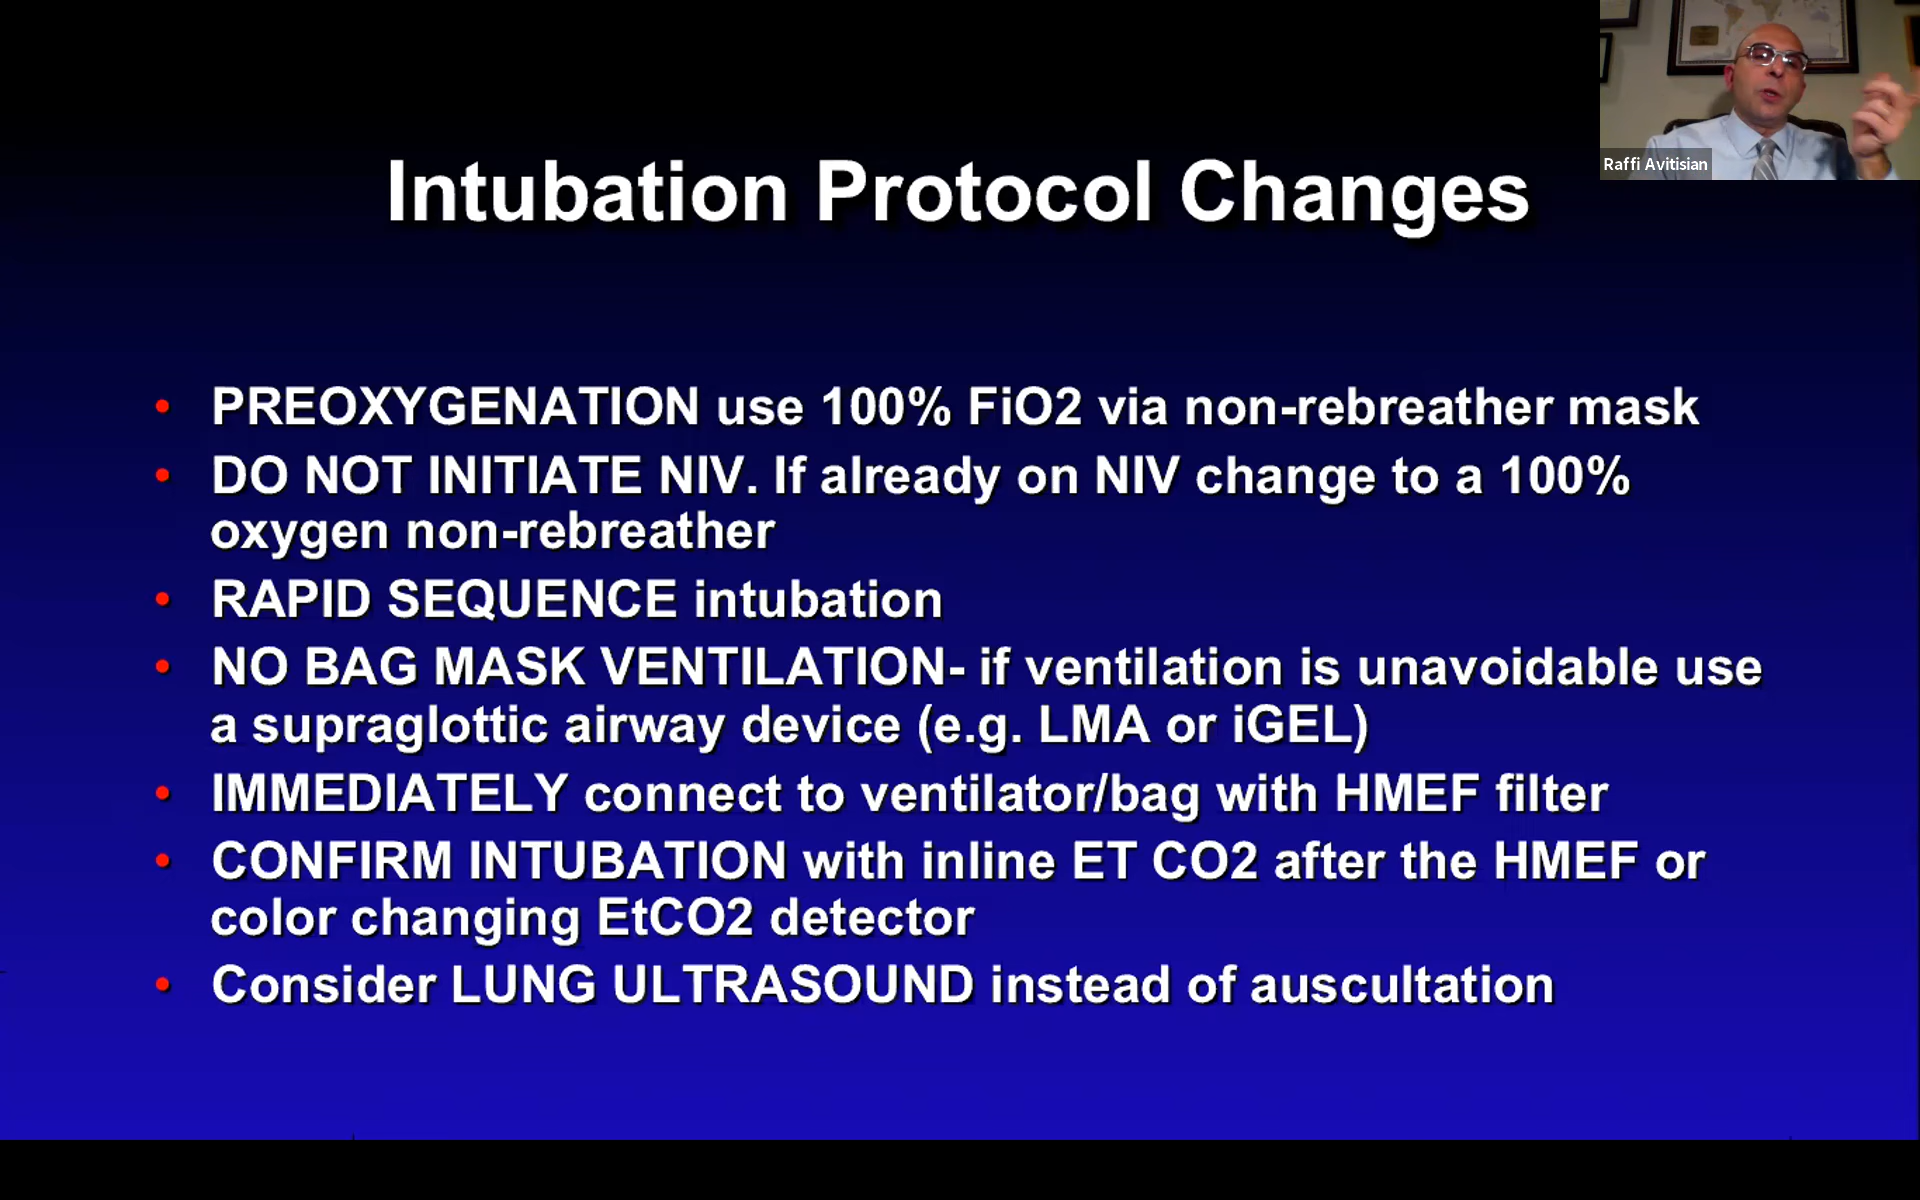 Raffi Avitisian
Intubation Protocol Changes
• PREOXYGENATION use 100% FiO2 via non-rebreather mask
• DO NOT INITIATE NIV. If already on NIV change to a 100%
oxygen non-rebreather
• RAPID SEQUENCE intubation
• NO BAG MASK VENTILATION- if ventilation is unavoidable use
a supraglottic airway device (e.g. LMA or iGEL)
• IMMEDIATELY connect to ventilator/bag with HMEF filter
• CONFIRM INTUBATION with inline ET CO2 after the HMEF or
color changing EtCO2 detector
• Consider LUNG ULTRASOUND instead of auscultation